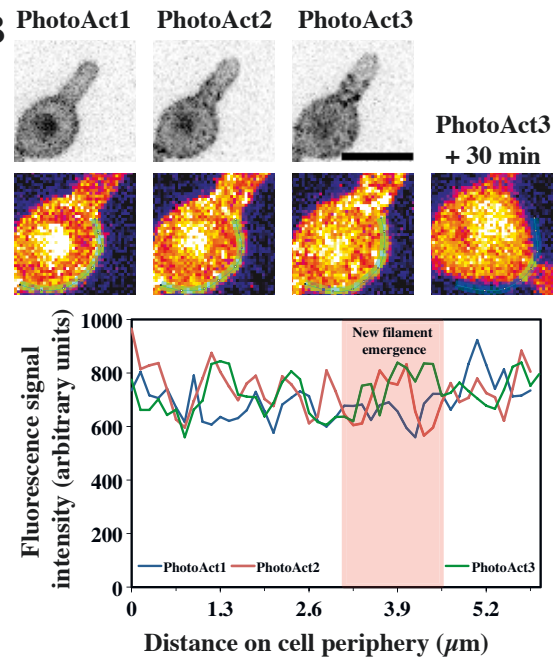 B
PhotoAct1 PhotoAct2 PhotoAct3
PhotoAct3
+ 30 min
New filament
emergence
Fluorescence signal
intensity (arbitrary units)
1000
800
600
400
200
0
PhotoAct1 PhotoAct2 PhotoAct3
0 1.3 2.6 3.9 5.2
Distance on cell periphery (µm)